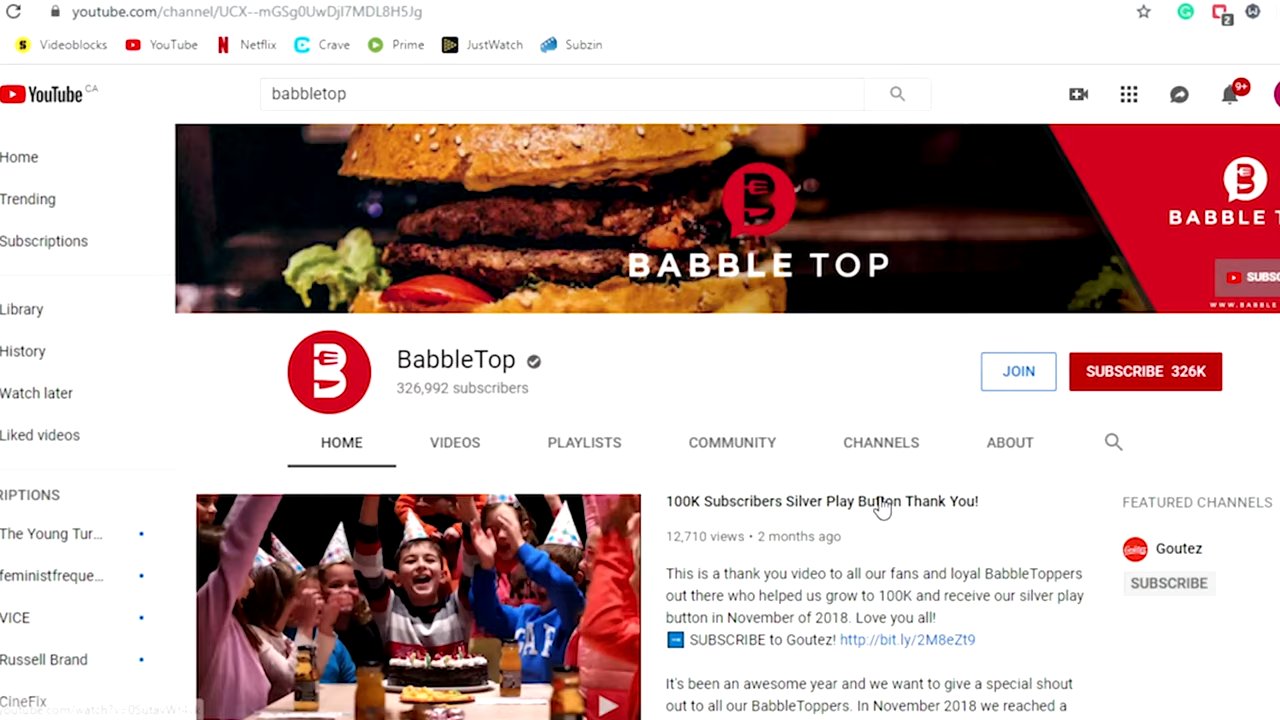 youtube.com/channel/UCX--mGSg0UwDjI7MDL8H5Jg
Videoblocks YouTube Netflix Crave Prime JustWatch Subzin
YouTube CA
babbletop
9+
2
Home
Trending
Subscriptions
Library
History
Watch later
Liked videos
RIPTIONS
The Young Tur...
feministfreque...
VICE
Russell Brand
CineFix
BABBLE TOP
BABBLE T
SUBSC
WWW.BABBLE
BabbleTop
326,992 subscribers
JOIN
SUBSCRIBE 326K
HOME VIDEOS PLAYLISTS COMMUNITY CHANNELS ABOUT
100K Subscribers Silver Play Button Thank You!
12,710 views • 2 months ago
This is a thank you video to all our fans and loyal BabbleToppers
out there who helped us grow to 100K and receive our silver play
button in November of 2018. Love you all!
SUBSCRIBE to Goutez! http://bit.ly/2M8eZt9
It's been an awesome year and we want to give a special shout
out to all our BabbleToppers. In November 2018 we reached a
FEATURED CHANNELS
Goutez
SUBSCRIBE